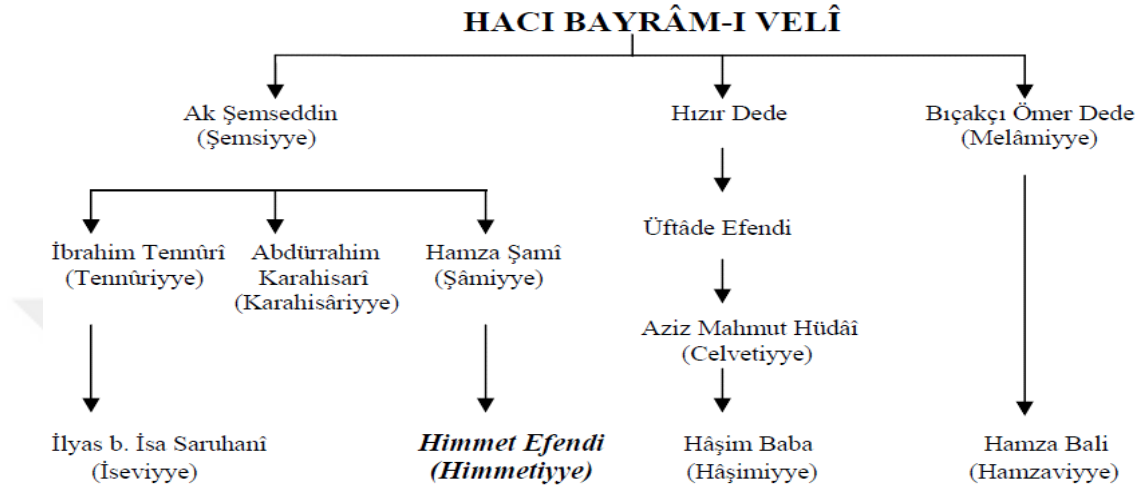 HACI BAYRÂM-I VELÎ
Ak Şemseddin
(Şemsiyye)
Hızır Dede
Bıçakçı Ömer Dede
(Melâmiyye)
İbrahim Tennûrî
(Tennûriyye)
Abdürrahim
Karahisarî
(Karahisâriyye)
Hamza Şamî
(Şâmiyye)
Üftâde Efendi
Aziz Mahmut Hüdâî
(Celvetiyye)
İlyas b. İsa Saruhanî
(İseviyye)
Himmet Efendi
(Himmetiyye)
Hâşim Baba
(Hâşimiyye)
Hamza Bali
(Hamzaviyye)